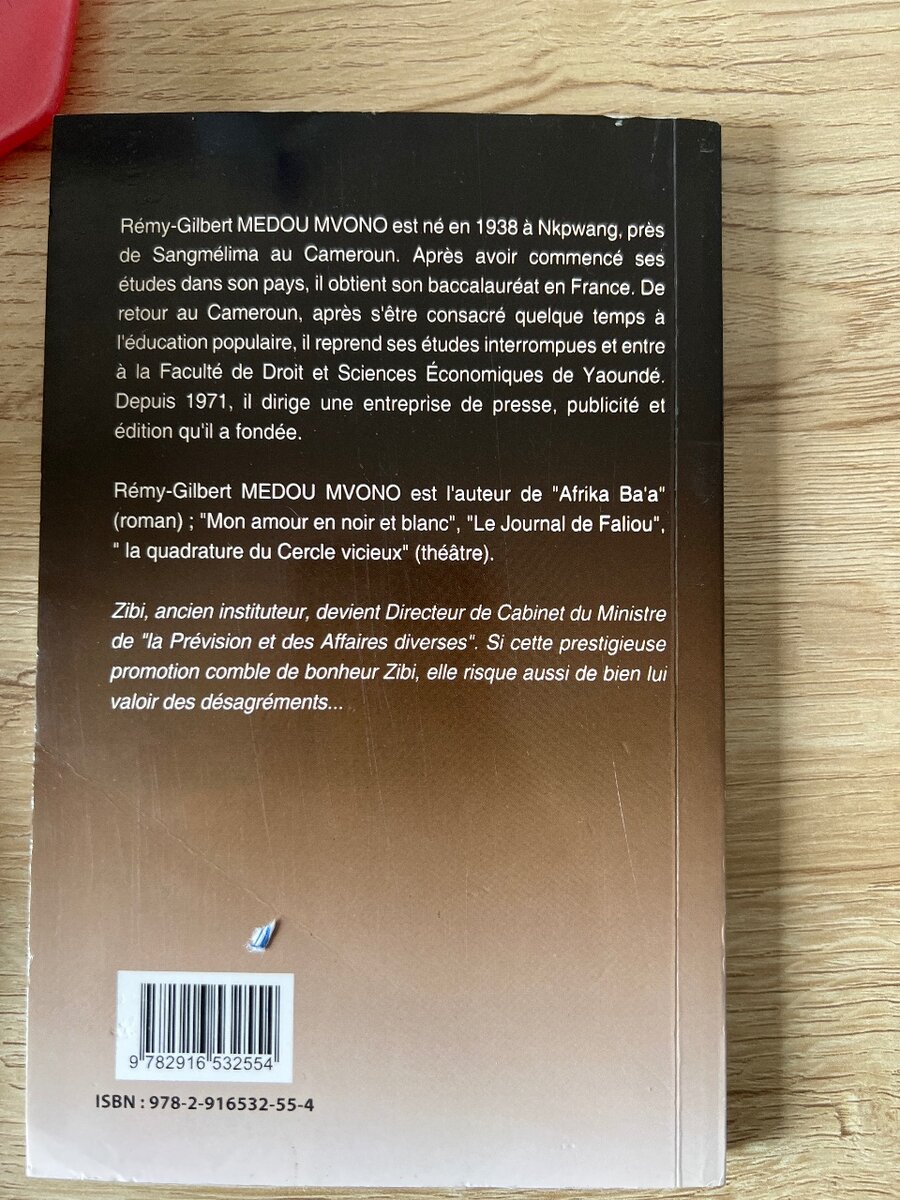 Rémy-Gilbert MEDOU MVONO est né en 1938 à Nkpwang, près
de Sangmélima au Cameroun. Après avoir commencé ses
études dans son pays, il obtient son baccalauréat en France. De
retour au Cameroun, après s'être consacré quelque temps à
l'éducation populaire, il reprend ses études interrompues et entre
à la Faculté de Droit et Sciences Économiques de Yaoundé.
Depuis 1971, il dirige une entreprise de presse, publicité et
édition qu'il a fondée.
Rémy-Gilbert MEDOU MVONO est l'auteur de "Afrika Ba'a"
(roman) ; "Mon amour en noir et blanc", "Le Journal de Faliou",
" la quadrature du Cercle vicieux" (théâtre).
Zibi, ancien instituteur, devient Directeur de Cabinet du Ministre
de "la Prévision et des Affaires diverses". Si cette prestigieuse
promotion comble de bonheur Zibi, elle risque aussi de bien lui
valoir des désagréments...
9 782916 532554
ISBN : 978-2-916532-55-4